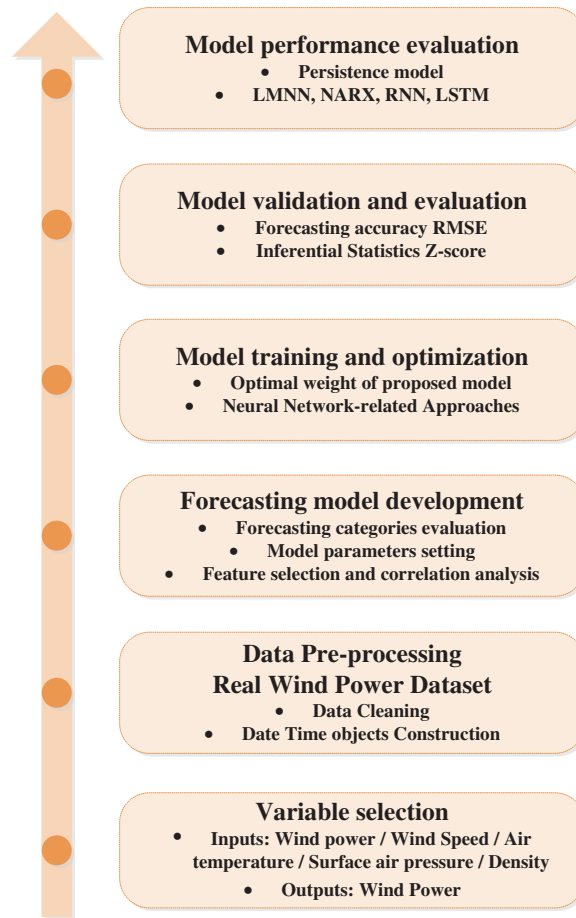 Model performance evaluation
• Persistence model
• LMNN, NARX, RNN, LSTM
Model validation and evaluation
• Forecasting accuracy RMSE
• Inferential Statistics Z-score
Model training and optimization
• Optimal weight of proposed model
• Neural Network-related Approaches
Forecasting model development
• Forecasting categories evaluation
• Model parameters setting
• Feature selection and correlation analysis
Data Pre-processing
Real Wind Power Dataset
• Data Cleaning
• Date Time objects Construction
Variable selection
• Inputs: Wind power / Wind Speed / Air
temperature / Surface air pressure / Density
• Outputs: Wind Power